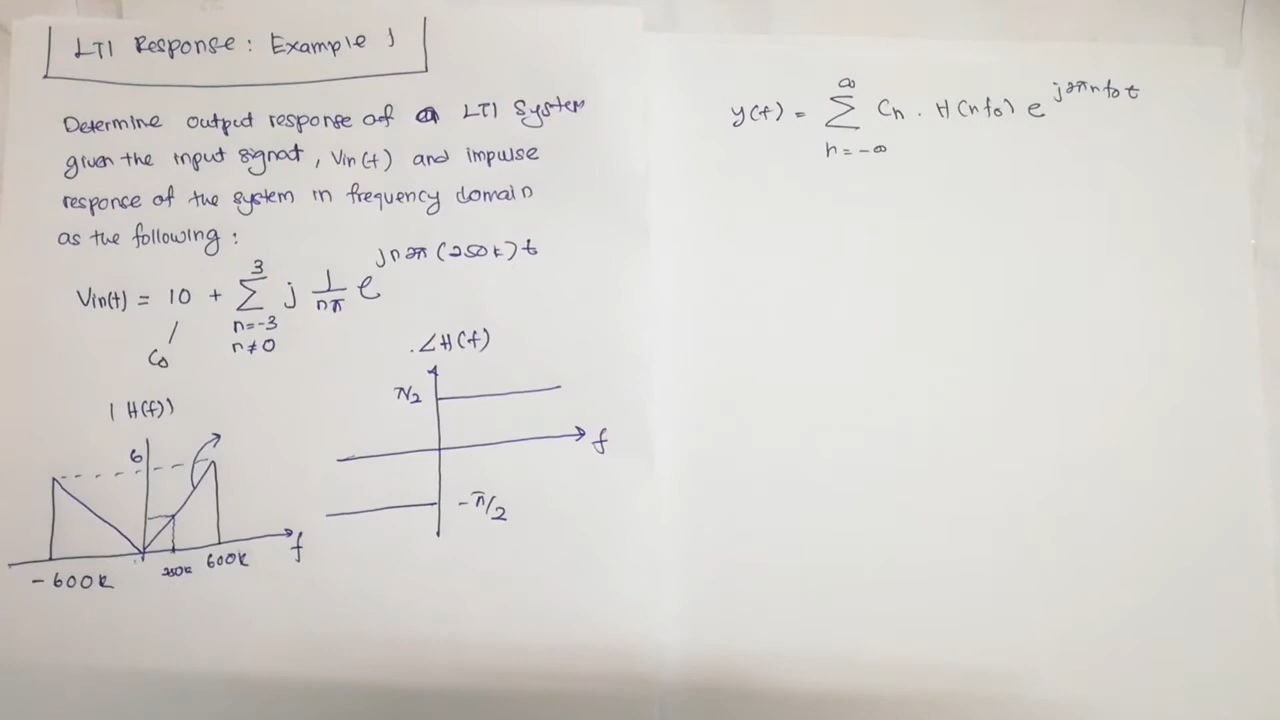 LTI Response: Example 1
Determine output response of a LTI System
given the input signal, Vin(t) and impulse
response of the system in frequency domain
as the following:
Vin(t) = 10 + 3 Σ n=-3 n≠0 j 1/nπ e^jn2π(250k)t
C0
|H(f)|
6
-600k
250k
600k
f
∠H(f)
π/2
f
-π/2
y(t) = ∞ Σ n=-∞ Cn . H(nf0) e^j2πnf0t